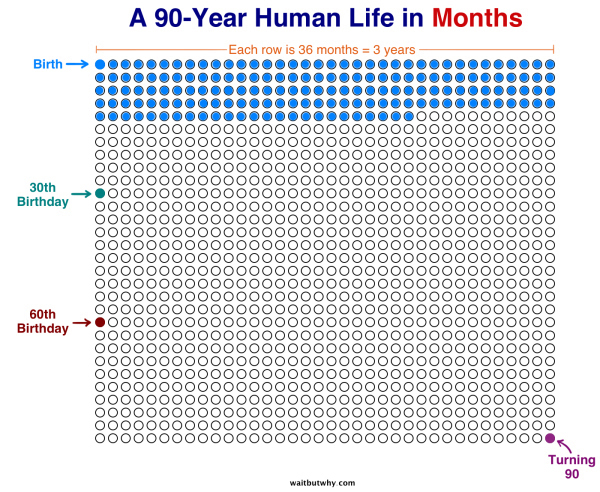 A 90-Year Human Life in Months
Each row is 36 months = 3 years
Birth
30th
Birthday
60th
Birthday
Turning
90
waitbutwhy.com